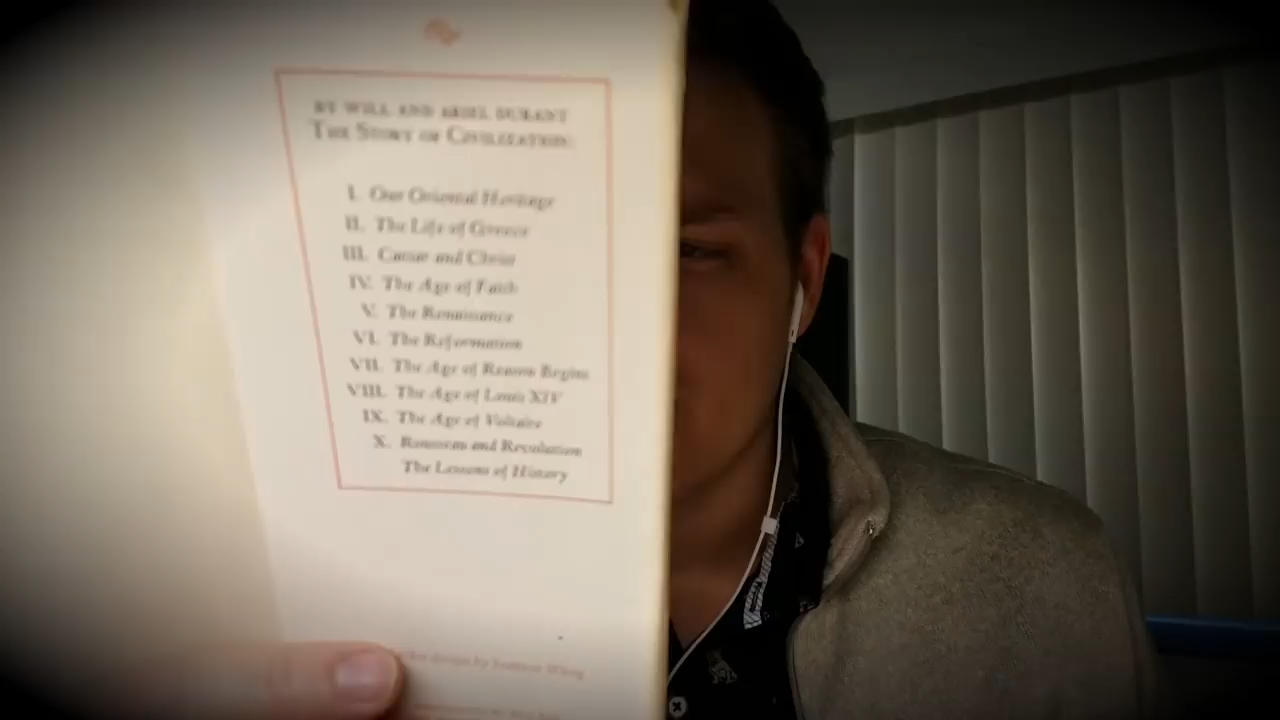 BY WILL AND ARIEL DURANT
THE STORY OF CIVILIZATION:
I. Our Oriental Heritage
II. The Life of Greece
III. Caesar and Christ
IV. The Age of Faith
V. The Renaissance
VI. The Reformation
VII. The Age of Reason Begins
VIII. The Age of Louis XIV
IX. The Age of Voltaire
X. Rousseau and Revolution
The Lessons of History
design by